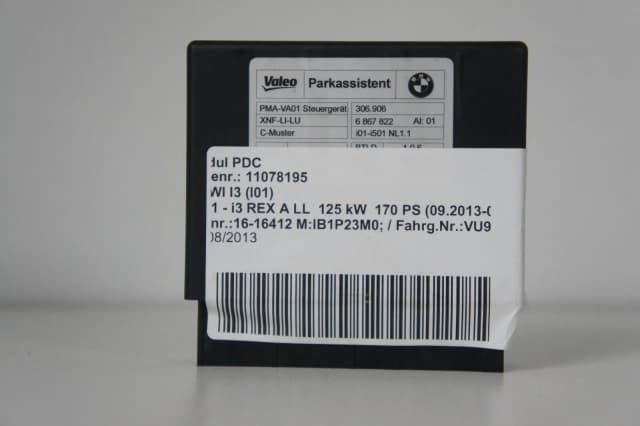 Valeo Parkassistent BMW
PMA-VA01 Steuergerät 306.906
XNF-LI-LU 6 867 822 AI: 01
C-Muster i01-i501 NL1.1
dul PDC
enr.: 11078195
WI I3 (I01)
1 - i3 REX A LL 125 kW 170 PS (09.2013-0
nr.:16-16412 M:IB1P23M0; / Fahrg.Nr.:VU9
08/2013